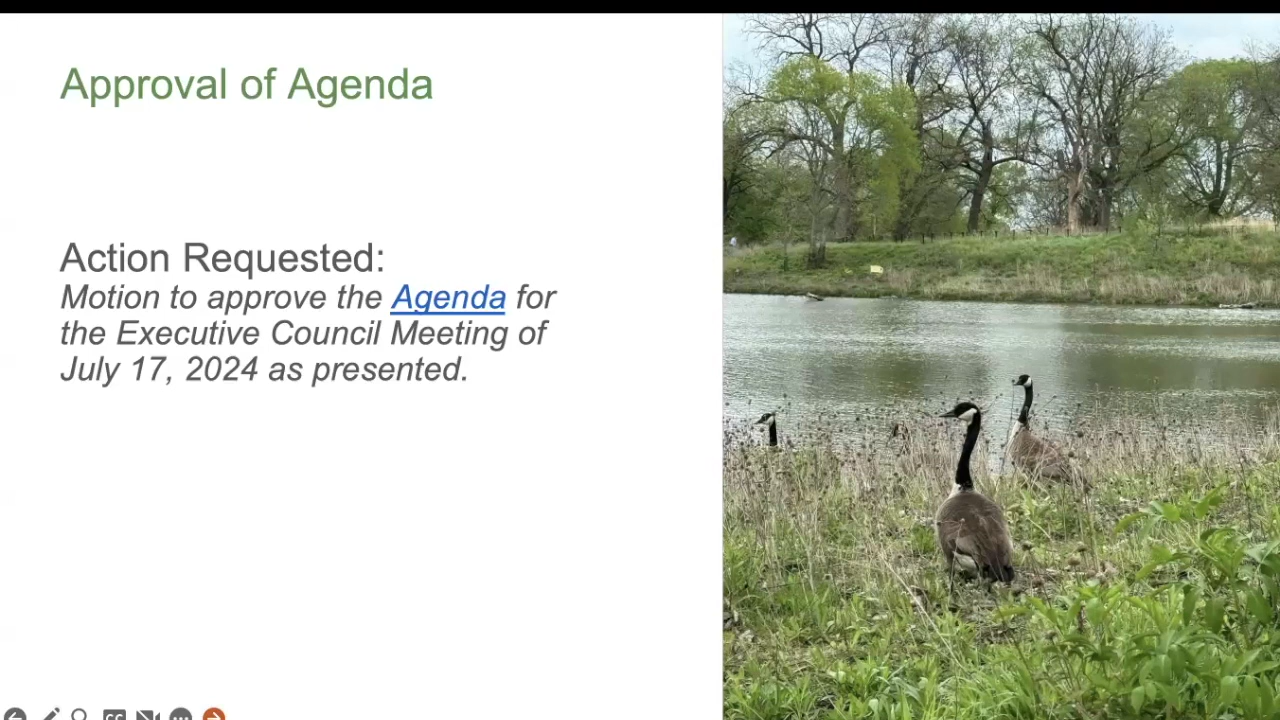 Approval of Agenda
Action Requested:
Motion to approve the Agenda for
the Executive Council Meeting of
July 17, 2024 as presented.
CC